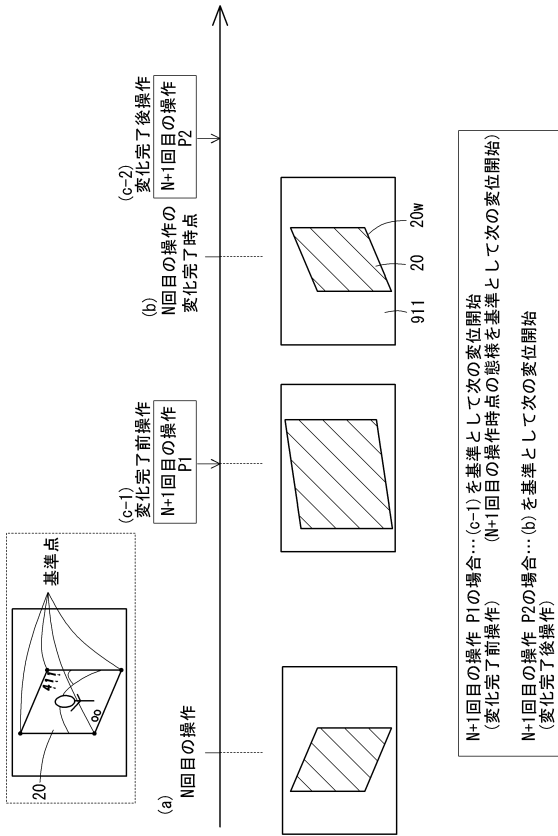 20
41!
oo
基準点
(a)
N回目の操作
(c-1)
変化完了前操作
N+1回目の操作
P1
(b)
N回目の操作の
変化完了時点
(c-2)
変化完了後操作
N+1回目の操作
P2
911
20
20w
N+1回目の操作 P1の場合…(c-1)を基準として次の変位開始
(変化完了前操作) (N+1回目の操作時点の態様を基準として次の変位開始)
N+1回目の操作 P2の場合…(b)を基準として次の変位開始
(変化完了後操作)